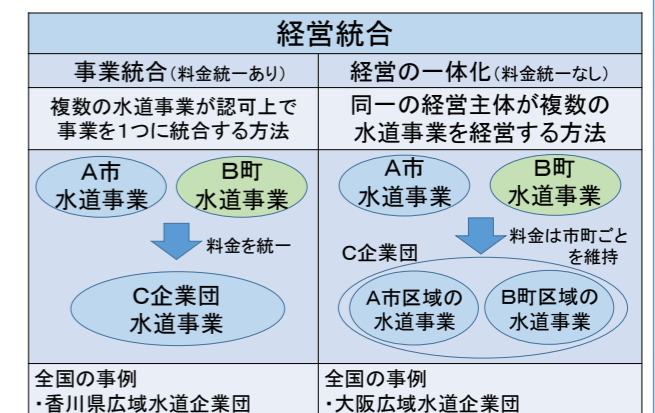 経営統合
事業統合(料金統一あり)
複数の水道事業が認可上で
事業を1つに統合する方法
A市
水道事業
B町
水道事業
料金を統一
C企業団
水道事業
全国の事例
・香川県広域水道企業団
経営の一体化(料金統一なし)
同一の経営主体が複数の
水道事業を経営する方法
A市
水道事業
B町
水道事業
料金は市町ごと
を維持
C企業団
A市区域の
水道事業
B町区域の
水道事業
全国の事例
・大阪広域水道企業団